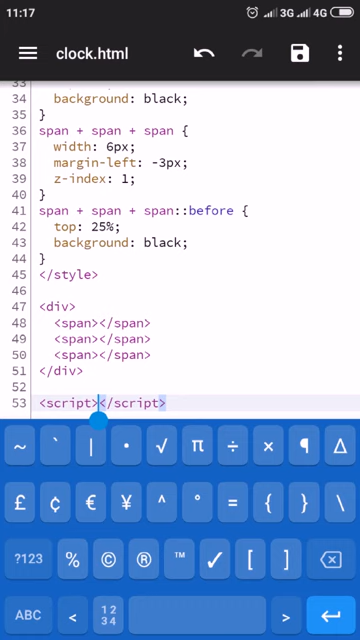 11:17 3G 4G
clock.html
33
34 background: black;
35 }
36 span + span + span {
37 width: 6px;
38 margin-left: -3px;
39 z-index: 1;
40 }
41 span + span + span::before {
42 top: 25%;
43 background: black;
44 }
45 </style>
46
47 <div>
48 <span></span>
49 <span></span>
50 <span></span>
51 </div>
52
53 <script></script>
~ ` | • √ π ÷ × ¶ Δ
£ ¢ € ¥ ^ ° = { } \
?123 % © ® ™ ✓ [ ]
ABC < 12 >
34